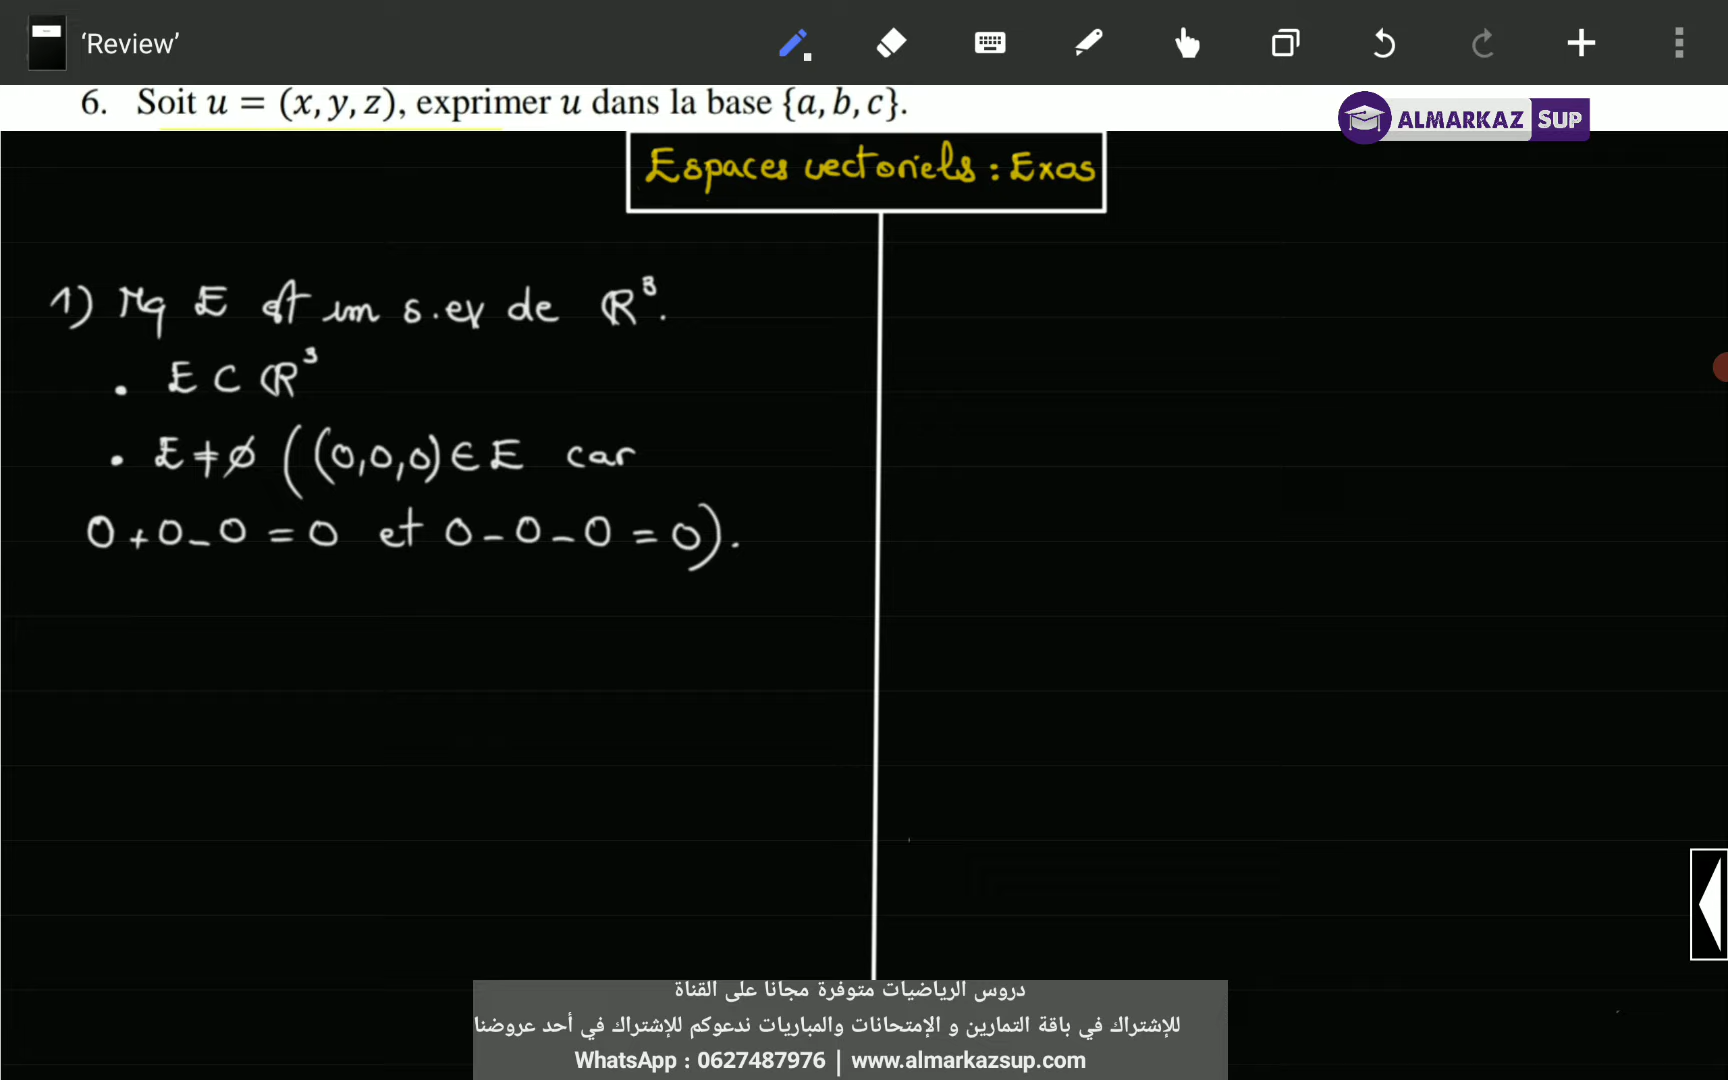 ‘Review’
6. Soit u = (x, y, z), exprimer u dans la base {a, b, c}.
ALMARKAZ SUP
Espaces vectoriels : Exos
1) Mq E est un s.ev de ℝ³.
• E ⊂ ℝ³
• E ≠ ∅ ((0,0,0) ∈ E car
0 + 0 − 0 = 0 et 0 − 0 − 0 = 0).
دروس الرياضيات متوفرة مجانا على القناة
للإشتراك في باقة التمارين و الإمتحانات والمباريات ندعوكم للإشتراك في أحد عروضنا
WhatsApp : 0627487976 | www.almarkazsup.com